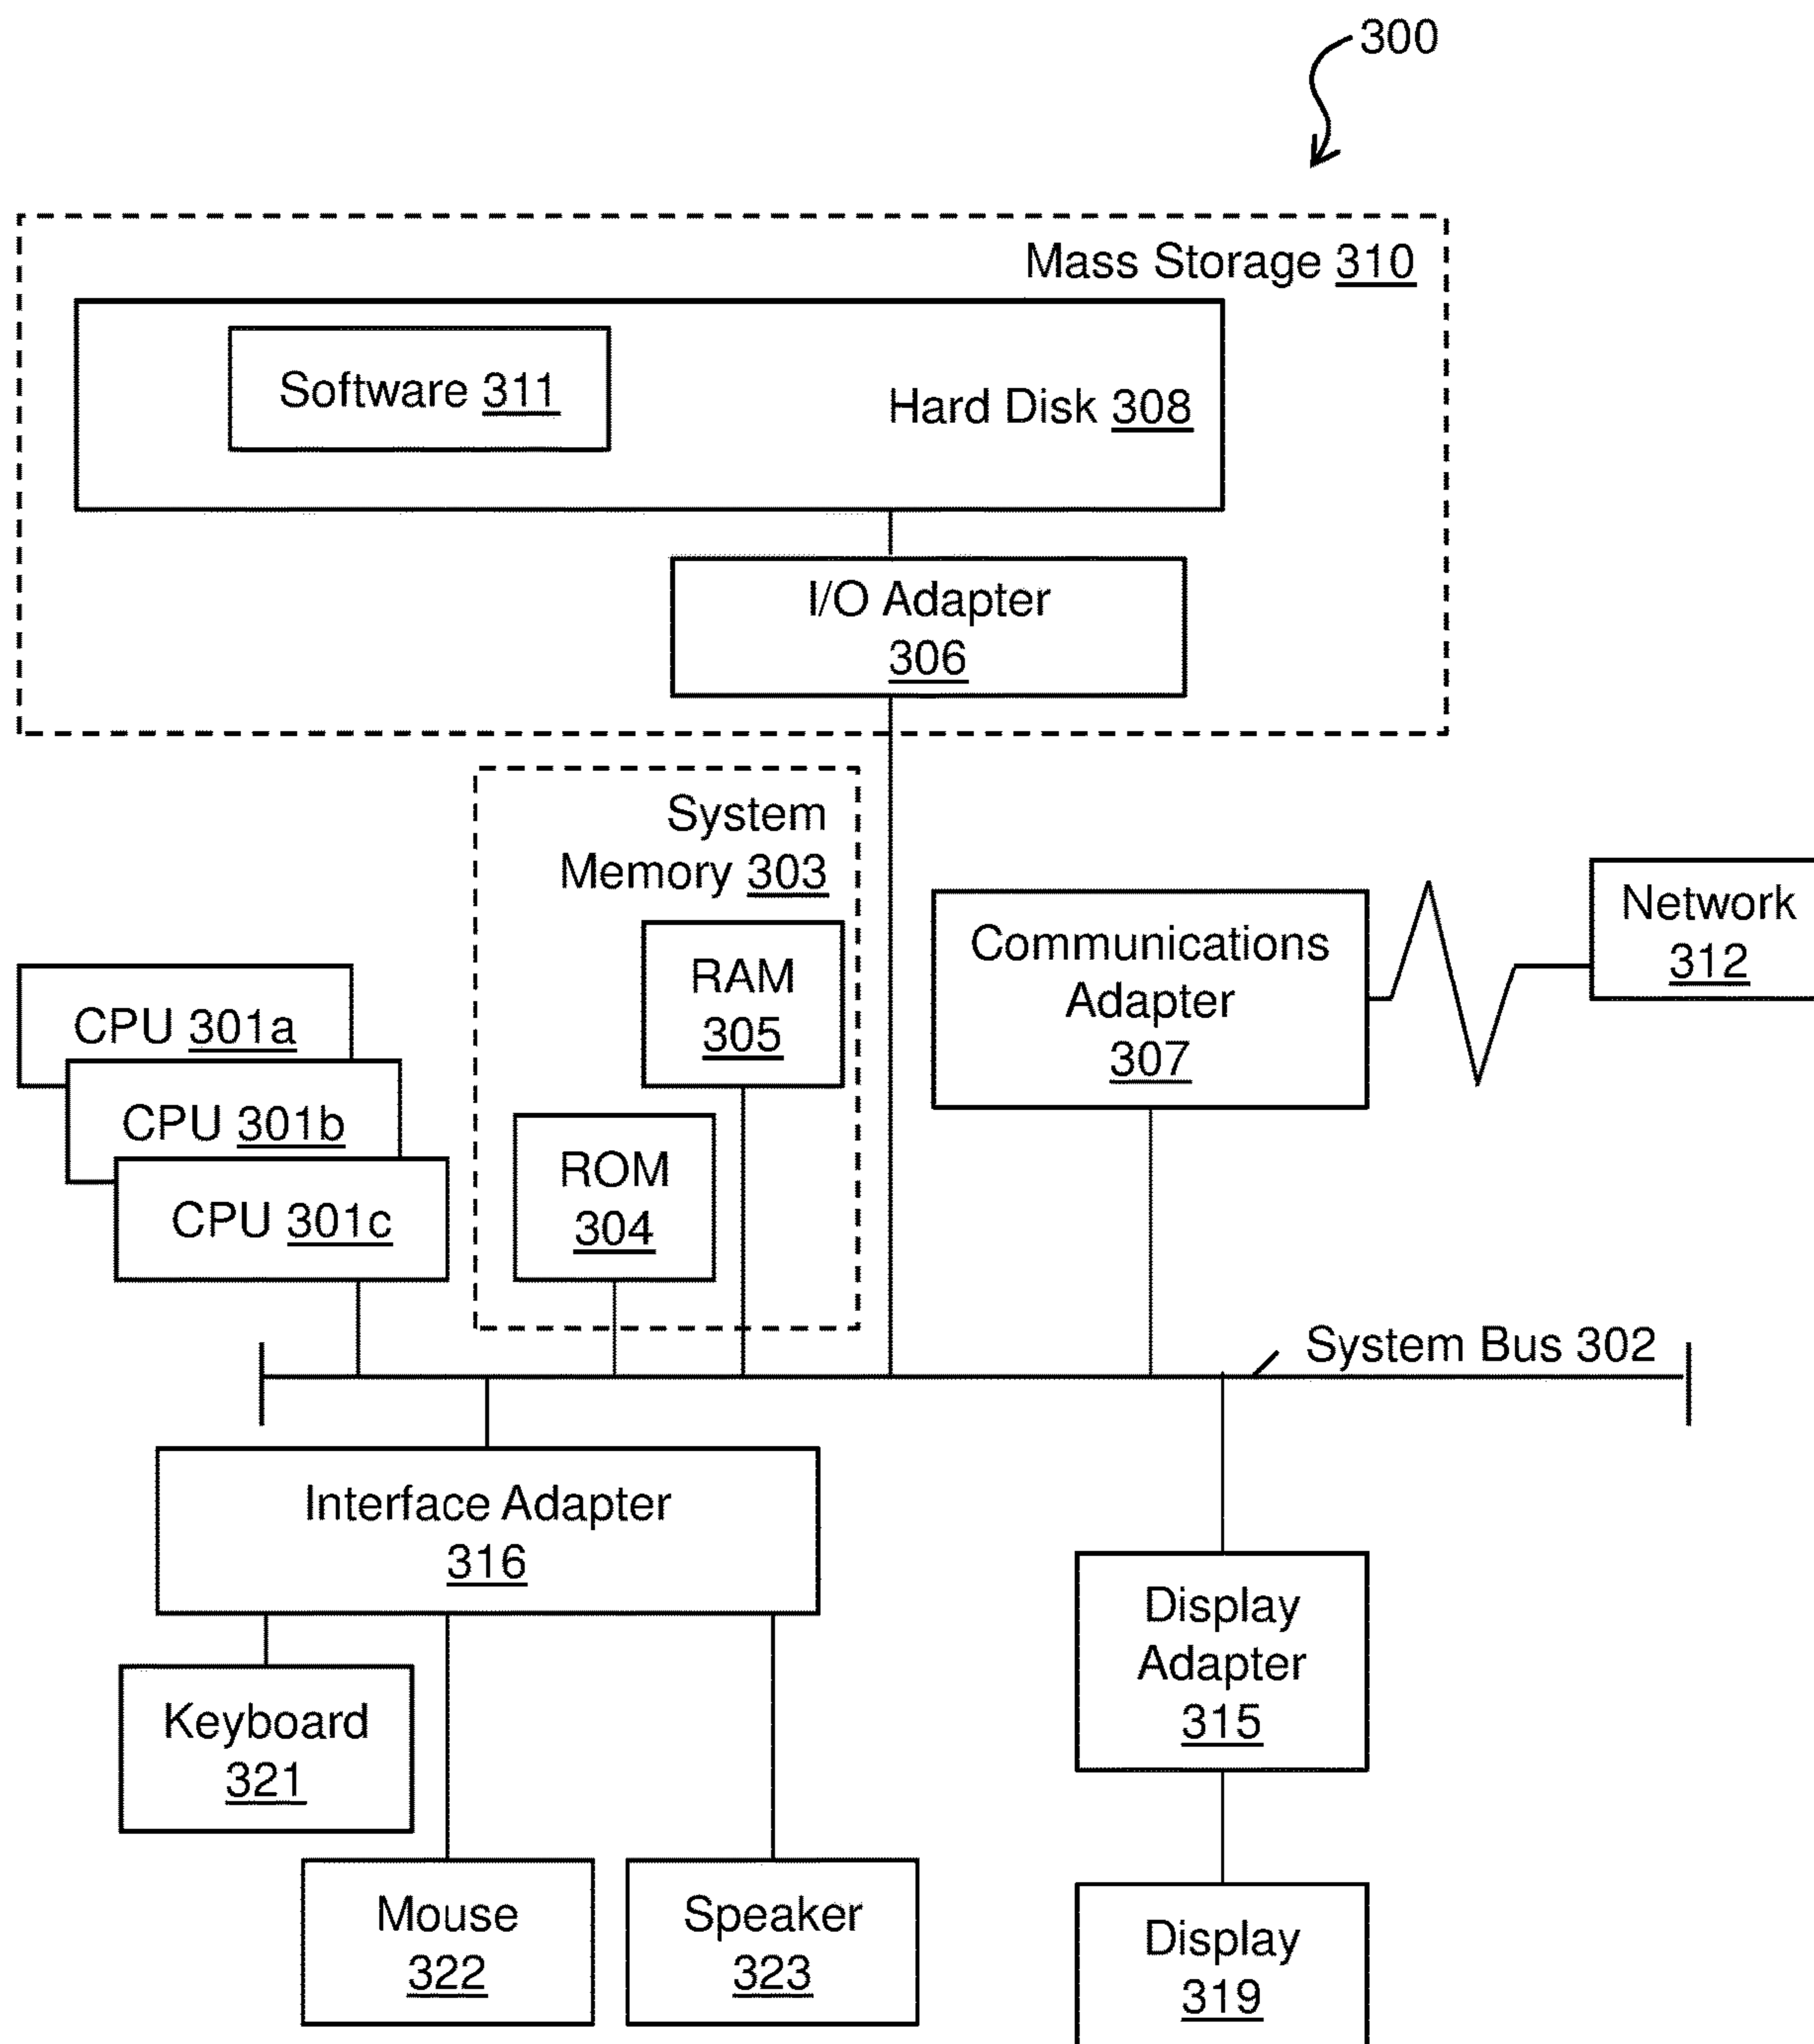 300
Mass Storage 310
Software 311
Hard Disk 308
I/O Adapter
306
System
Memory 303
RAM
305
ROM
304
Communications
Adapter
307
Network
312
CPU 301a
CPU 301b
CPU 301c
System Bus 302
Interface Adapter
316
Keyboard
321
Mouse
322
Speaker
323
Display
Adapter
315
Display
319